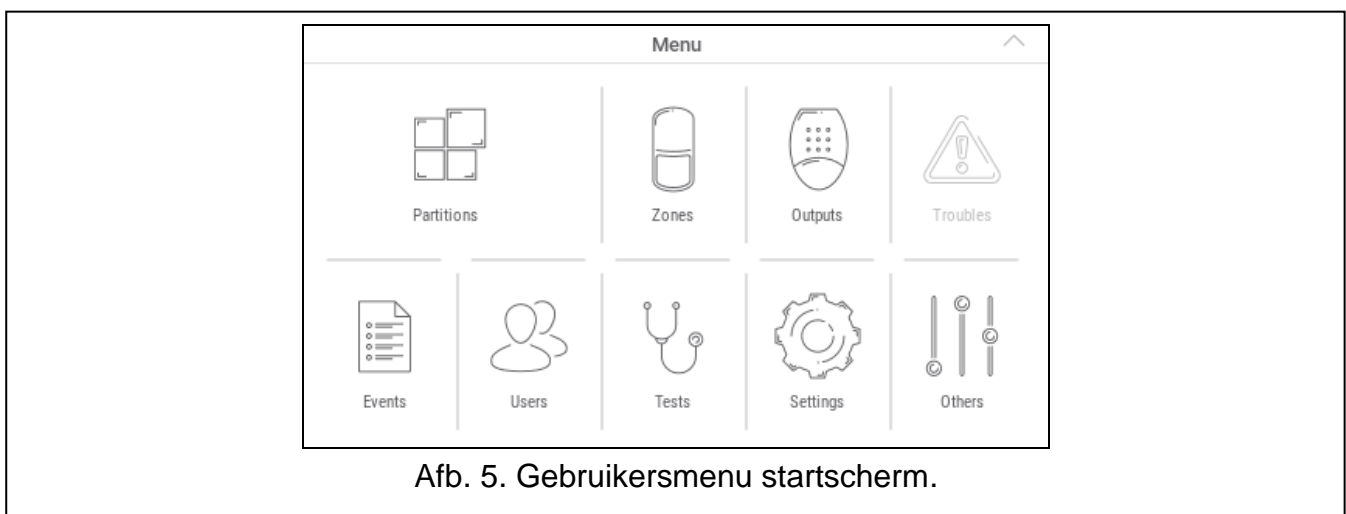 Menu
Partitions Zones Outputs Troubles
Events Users Tests Settings Others
Afb. 5. Gebruikersmenu startscherm.